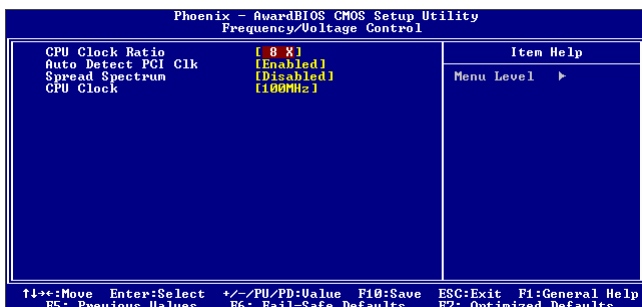 Phoenix - AwardBIOS CMOS Setup Utility
Frequency/Voltage Control
CPU Clock Ratio [ 8 X]
Auto Detect PCI Clk [Enabled]
Spread Spectrum [Disabled]
CPU Clock [100MHz]
Item Help
Menu Level ▶
↑↓→←:Move Enter:Select +/-/PU/PD:Value F10:Save ESC:Exit F1:General Help
F5: Previous Values F6: Fail-Safe Defaults F7: Optimized Defaults